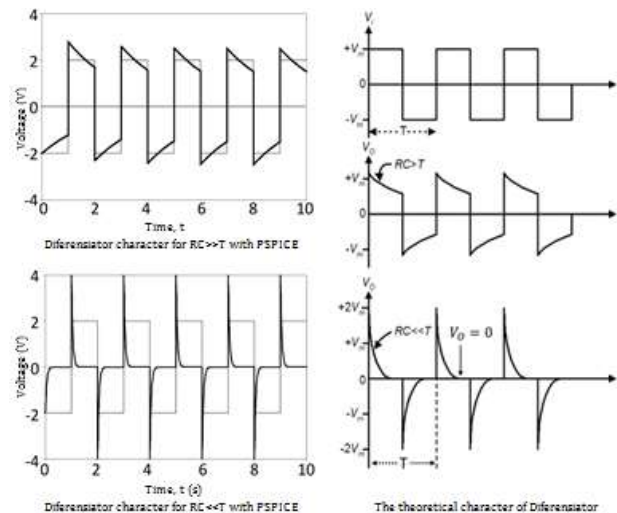 4
2
0
-2
-4
Voltage (V)
0 2 4 6 8 10
Time, t
Diferensiator character for RC>>T with PSPICE
4
2
0
-2
-4
Voltage (V)
0 2 4 6 8 10
Time, t (s)
Diferensiator character for RC<<T with PSPICE
Vi
+Vm
0
-Vm
T
VO
RC>T
+Vm
0
-Vm
VO
+2Vm
RC<<T
VO = 0
+Vm
0
-Vm
-2Vm
T
The theoretical character of Diferensiator